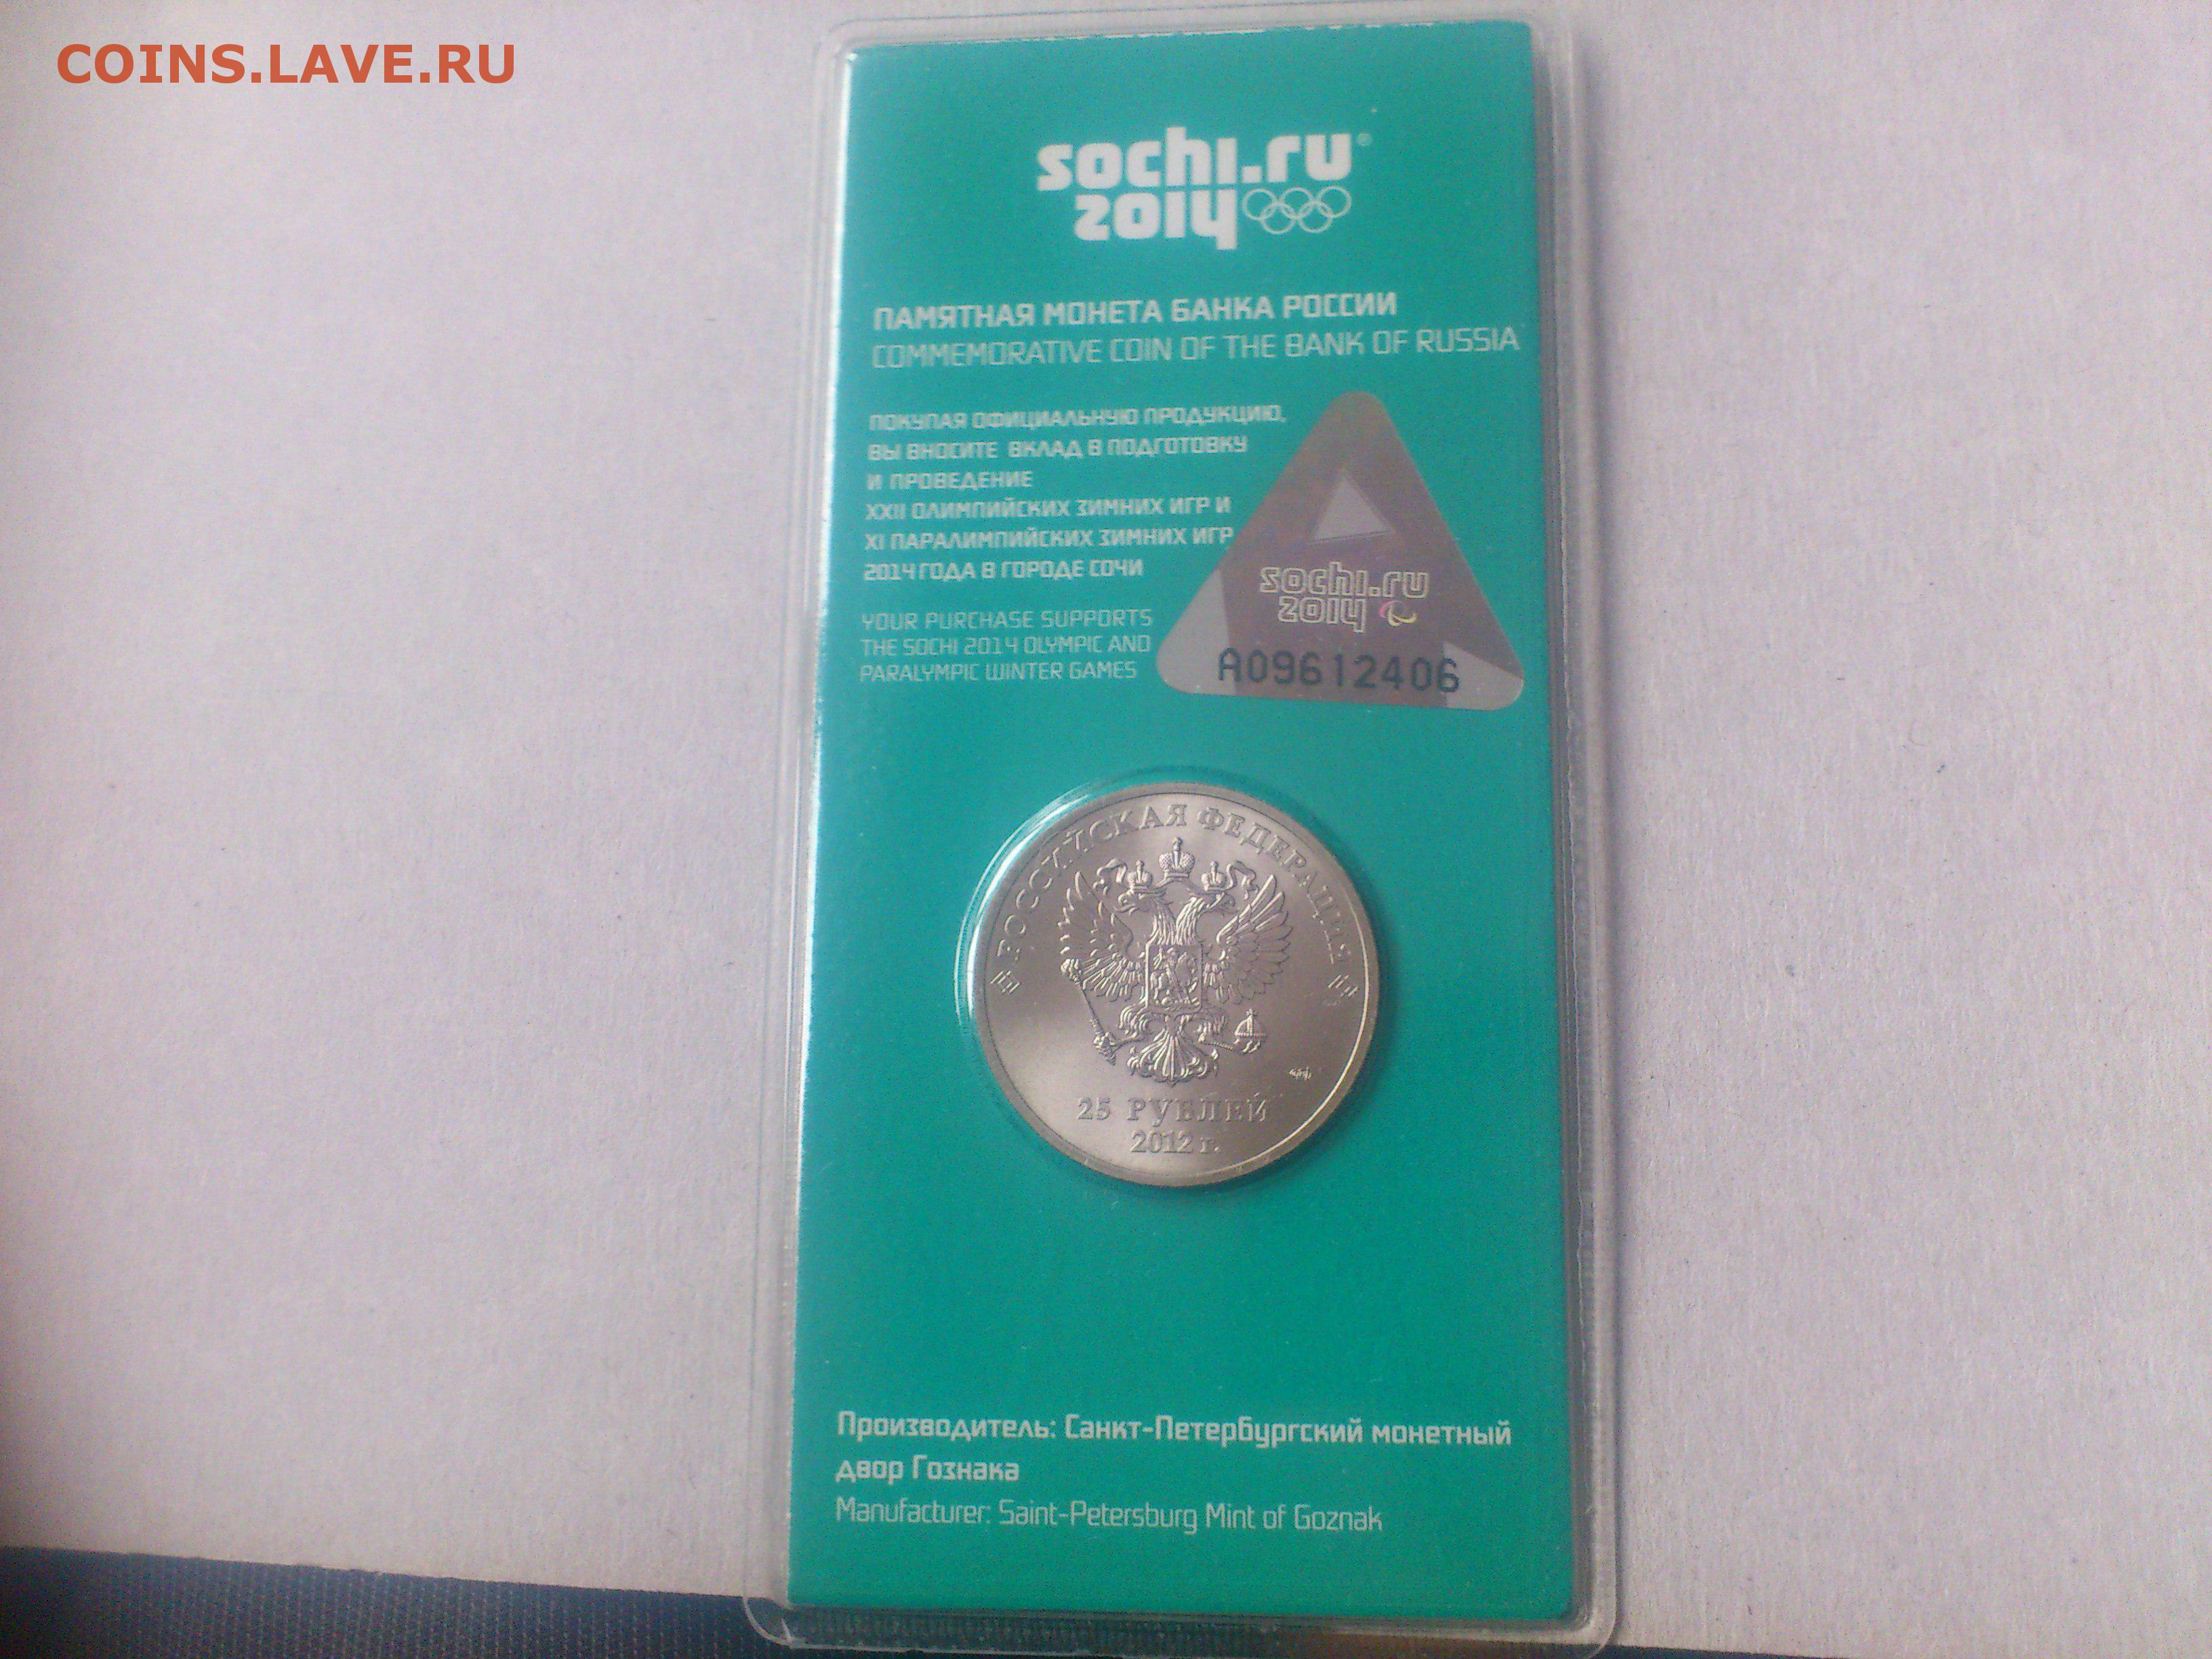 COINS.LAVE.RU
sochi.ru®
2014
ПАМЯТНАЯ МОНЕТА БАНКА РОССИИ
COMMEMORATIVE COIN OF THE BANK OF RUSSIA
ПОКУПАЯ ОФИЦИАЛЬНУЮ ПРОДУКЦИЮ,
ВЫ ВНОСИТЕ ВКЛАД В ПОДГОТОВКУ
И ПРОВЕДЕНИЕ
XXII ОЛИМПИЙСКИХ ЗИМНИХ ИГР И
XI ПАРАЛИМПИЙСКИХ ЗИМНИХ ИГР
2014 ГОДА В ГОРОДЕ СОЧИ
YOUR PURCHASE SUPPORTS
THE SOCHI 2014 OLYMPIC AND
PARALYMPIC WINTER GAMES
sochi.ru
2014
A09612406
РОССИЙСКАЯ ФЕДЕРАЦИЯ
25 РУБЛЕЙ
2012 г.
Производитель: Санкт-Петербургский монетный
двор Гознака
Manufacturer: Saint-Petersburg Mint of Goznak